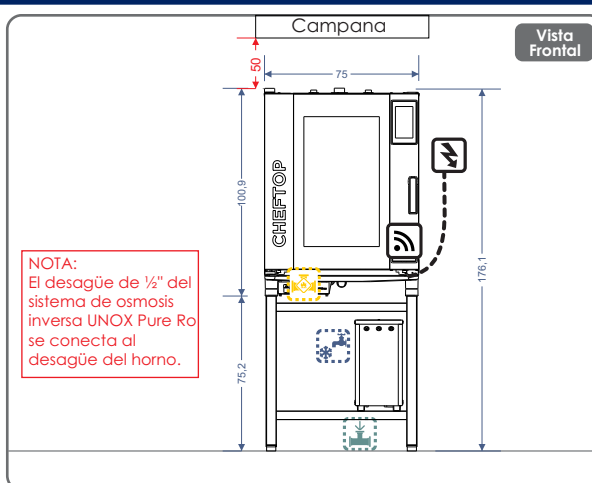 Campana
Vista
Frontal
50
75
100,9
CHEFTOP
176,1
NOTA:
El desagüe de ½" del
sistema de osmosis
inversa UNOX Pure Ro
se conecta al
desagüe del horno.
75,2